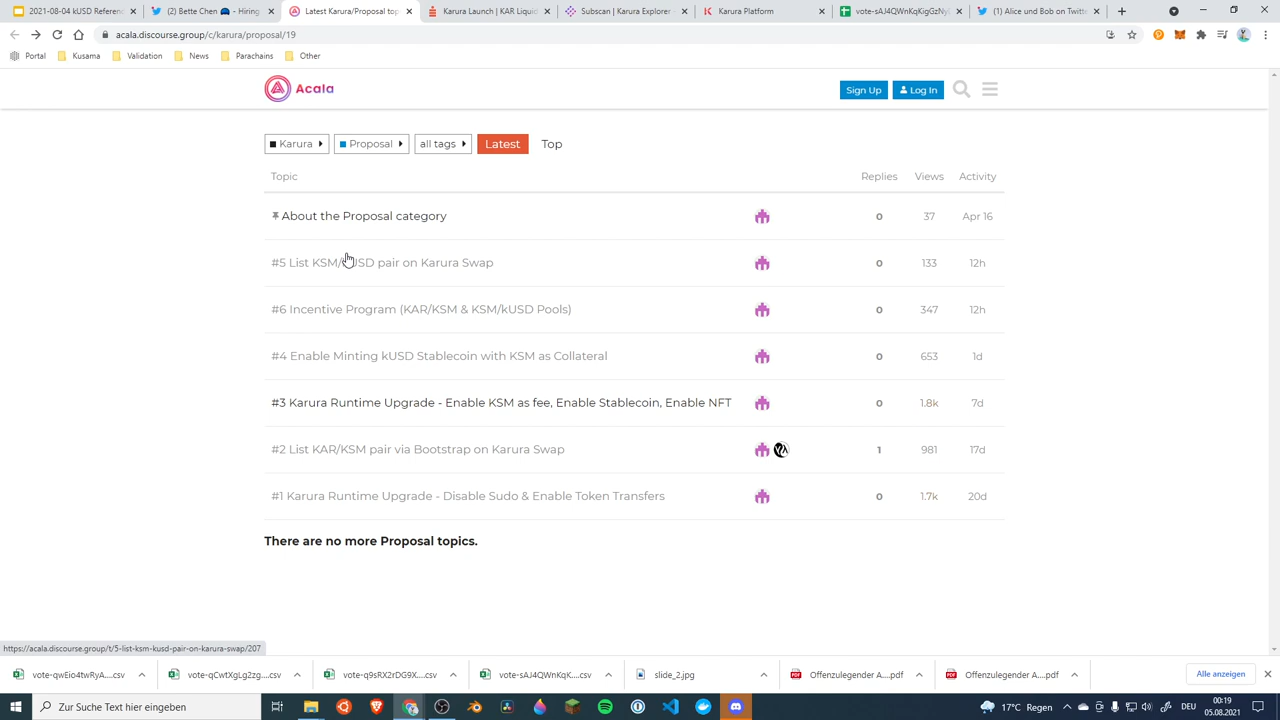 2021-08-04 kUSD Referenc
(2) Bette Chen - Hiring
Latest Karura/Proposal top
Karura Launch | KAR Liquid
Subscan | Karura Explorer
Karura Platform
vote-sAJ4QWnKqKgGzNyl
(2) Alice und Bob on Twitte
acala.discourse.group/c/karura/proposal/19
Portal
Kusama
Validation
News
Parachains
Other
Acala
Sign Up
Log In
Karura
Proposal
all tags
Latest
Top
Topic Replies Views Activity
About the Proposal category 0 37 Apr 16
#5 List KSM/kUSD pair on Karura Swap 0 133 12h
#6 Incentive Program (KAR/KSM & KSM/kUSD Pools) 0 347 12h
#4 Enable Minting kUSD Stablecoin with KSM as Collateral 0 653 1d
#3 Karura Runtime Upgrade - Enable KSM as fee, Enable Stablecoin, Enable NFT 0 1.8k 7d
#2 List KAR/KSM pair via Bootstrap on Karura Swap 1 981 17d
#1 Karura Runtime Upgrade - Disable Sudo & Enable Token Transfers 0 1.7k 20d
There are no more Proposal topics.
https://acala.discourse.group/t/5-list-ksm-kusd-pair-on-karura-swap/207
vote-qwEio4twRyA....csv
vote-qCwtXgLg2zg....csv
vote-q9sRX2rDG9X....csv
vote-sAJ4QWnKqK....csv
slide_2.jpg
Offenzulegender A....pdf
Offenzulegender A....pdf
Alle anzeigen
Zur Suche Text hier eingeben
17°C Regen
DEU
00:19
05.08.2021